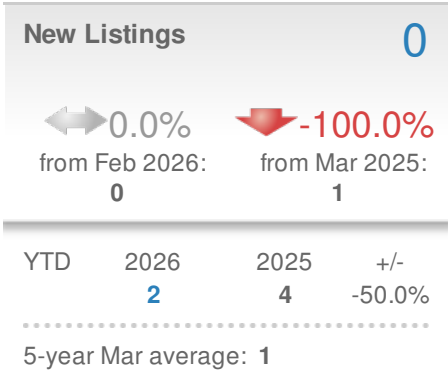 New Listings 0
0.0% -100.0%
from Feb 2026: from Mar 2025:
0 1
YTD 2026 2025 +/-
2 4 -50.0%
5-year Mar average: 1